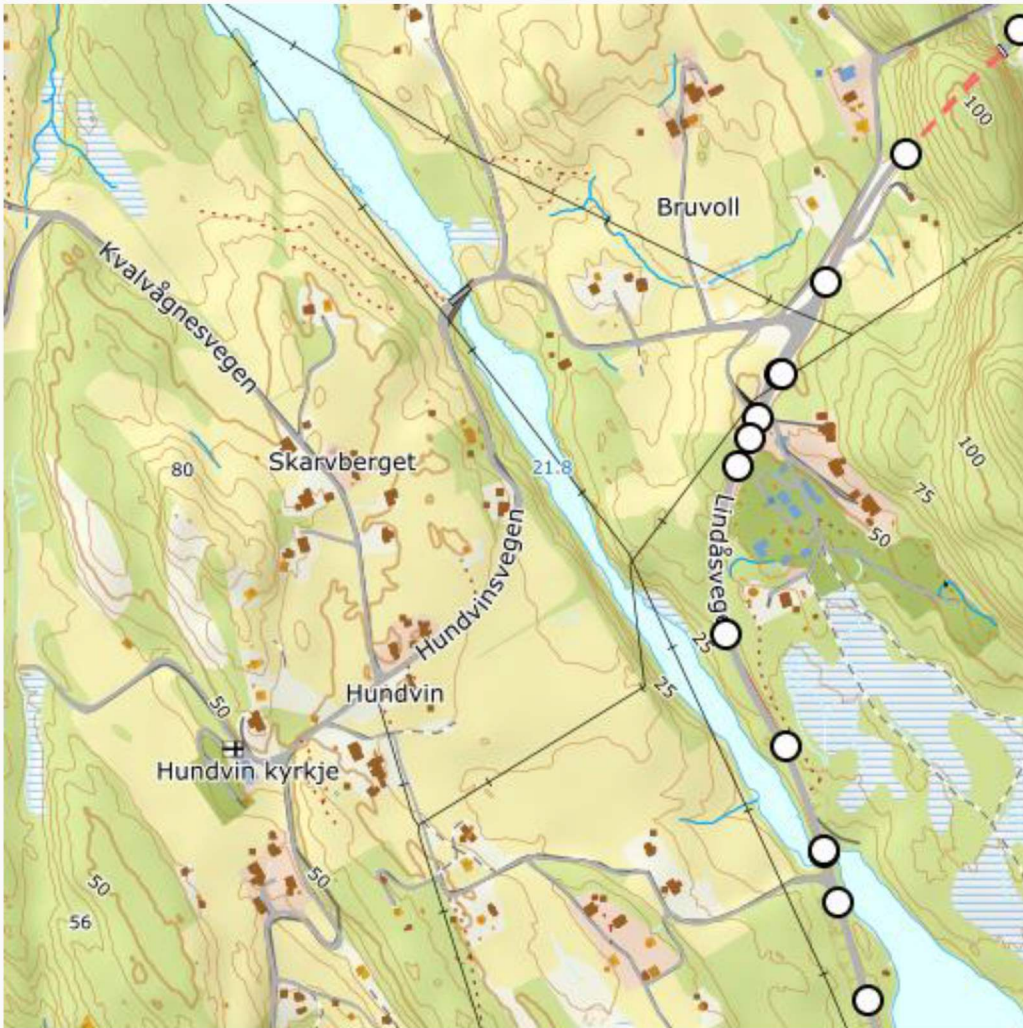 100
Bruvoll
Kvalvågnesvegen
Skarvberget
80
21.8
100
75
50
Lindåsveg
Hundvinsvegen
25
25
Hundvin
50
Hundvin kyrkje
50
50
56